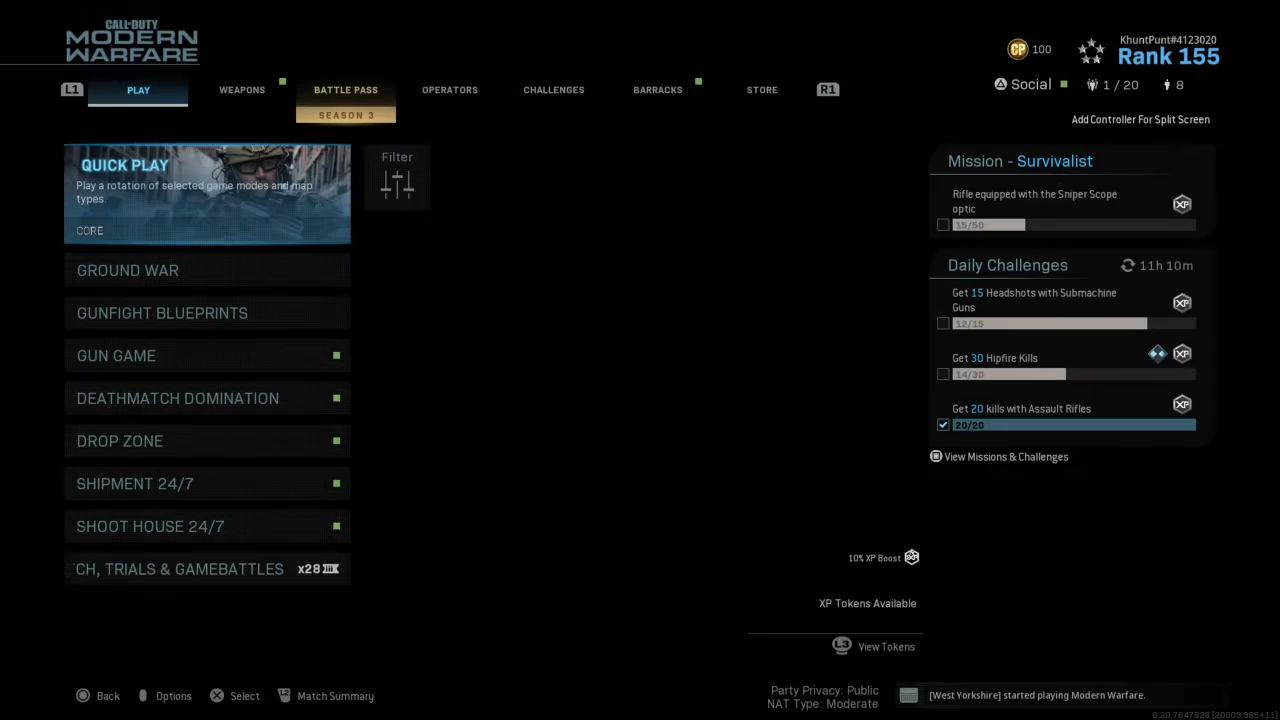 CALL OF DUTY
MODERN
WARFARE
CP 100
KhuntPunt#4123020
Rank 155
L1
PLAY
WEAPONS
BATTLE PASS
SEASON 3
OPERATORS
CHALLENGES
BARRACKS
STORE
R1
Social
1 / 20
8
Add Controller For Split Screen
QUICK PLAY
Play a rotation of selected game modes and map
types.
CORE
Filter
GROUND WAR
GUNFIGHT BLUEPRINTS
GUN GAME
DEATHMATCH DOMINATION
DROP ZONE
SHIPMENT 24/7
SHOOT HOUSE 24/7
CH, TRIALS & GAMEBATTLES x28
Mission - Survivalist
Rifle equipped with the Sniper Scope
optic
XP
15/50
Daily Challenges
11h 10m
Get 15 Headshots with Submachine
Guns
XP
12/15
Get 30 Hipfire Kills
XP
14/30
Get 20 kills with Assault Rifles
XP
20/20
View Missions & Challenges
10% XP Boost
XP Tokens Available
L3 View Tokens
Back
Options
Select
L2 Match Summary
Party Privacy: Public
NAT Type: Moderate
[West Yorkshire] started playing Modern Warfare.